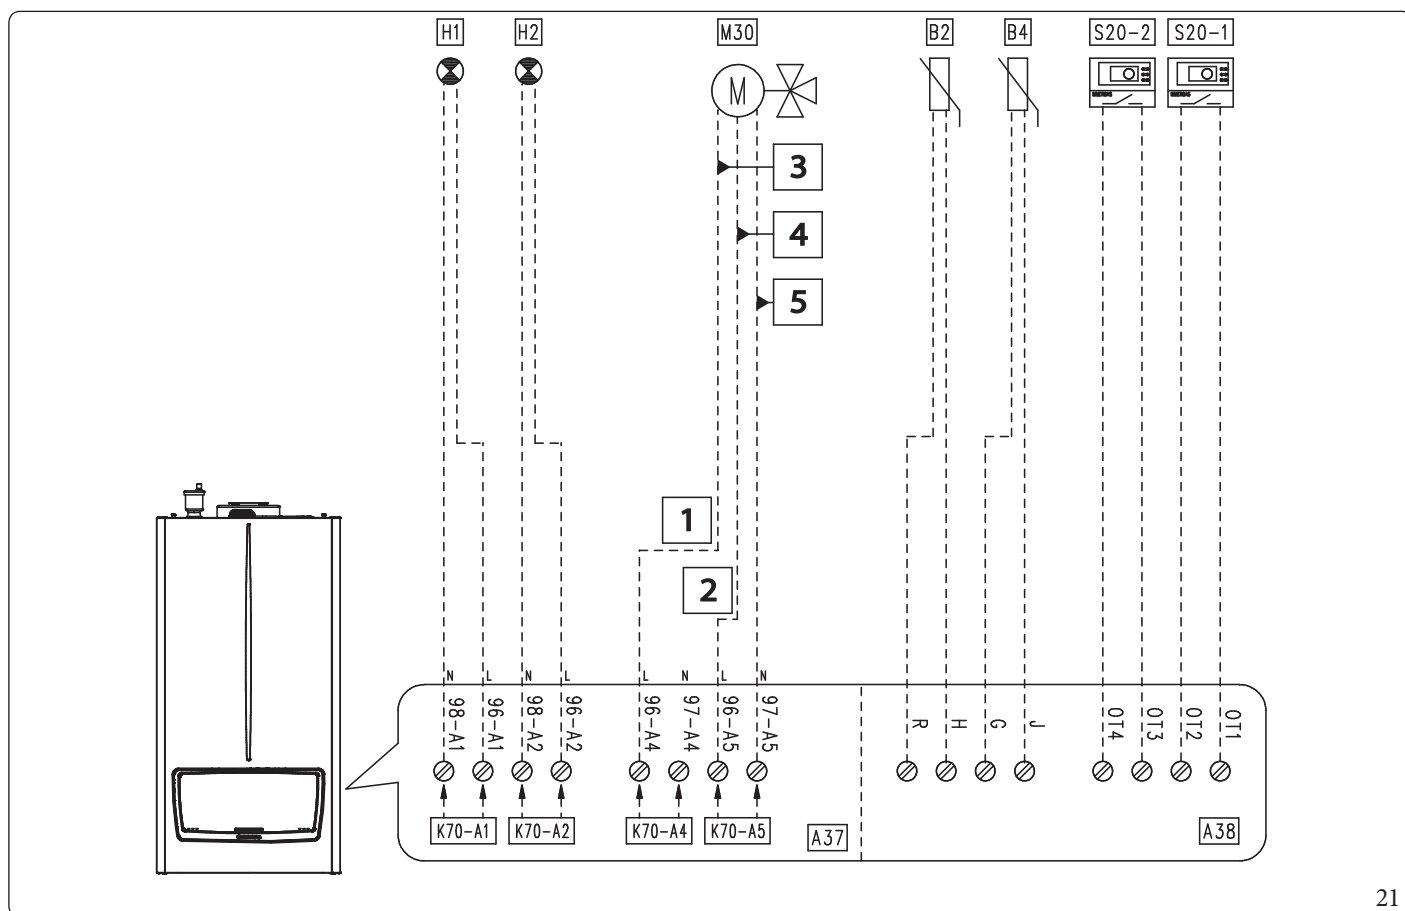 H1 H2 M30 B2 B4 S20-2 S20-1
M
IMMERGAS IMMERGAS
3
4
5
1
2
N L N L L N L N
98-A1 96-A1 98-A2 96-A2 96-A4 97-A4 96-A5 97-A5 R H G J OT4 OT3 OT2 OT1
K70-A1 K70-A2 K70-A4 K70-A5 A37 A38
21